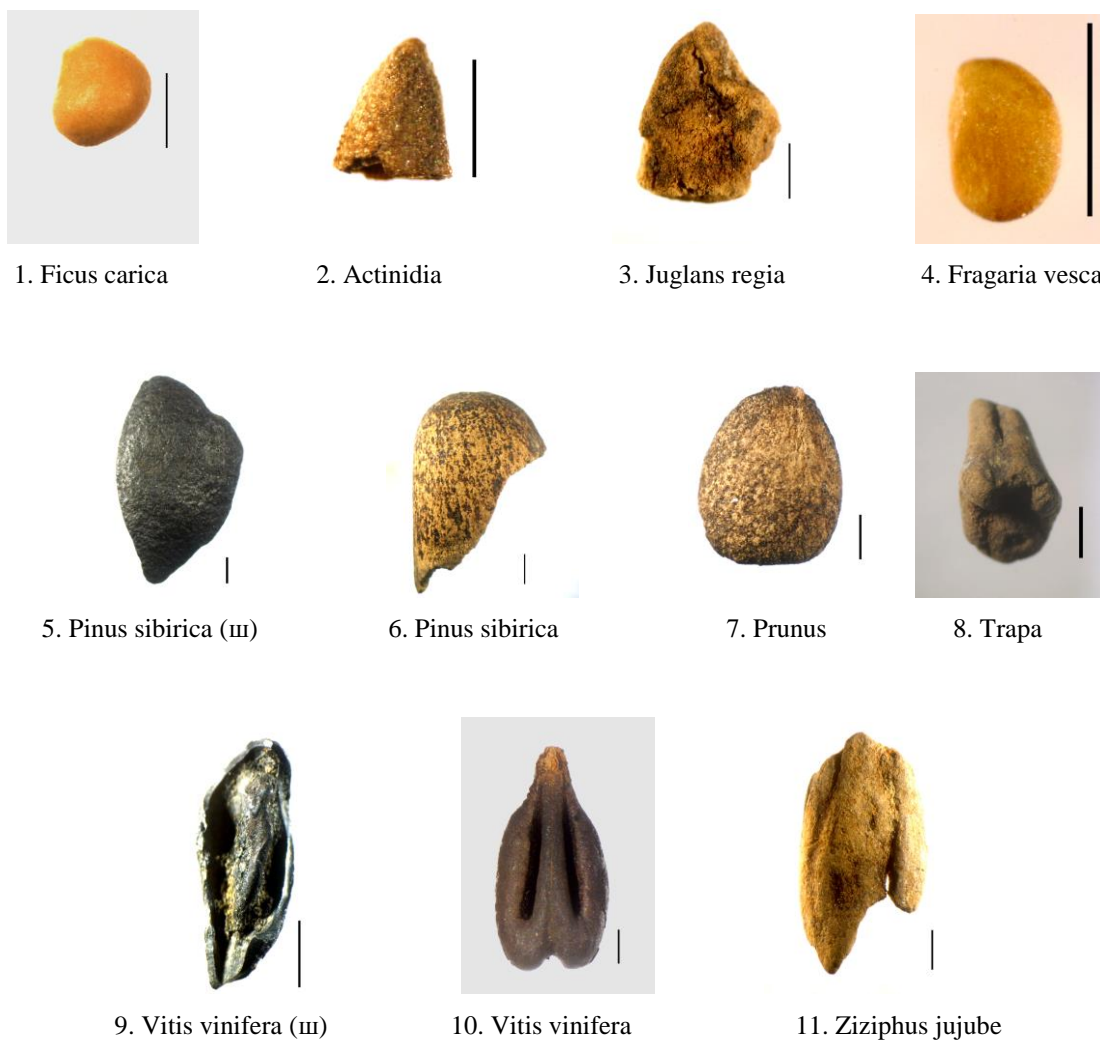 1. Ficus carica
2. Actinidia
3. Juglans regia
4. Fragaria vesca
5. Pinus sibirica (ш)
6. Pinus sibirica
7. Prunus
8. Trapa
9. Vitis vinifera (ш)
10. Vitis vinifera
11. Ziziphus jujube